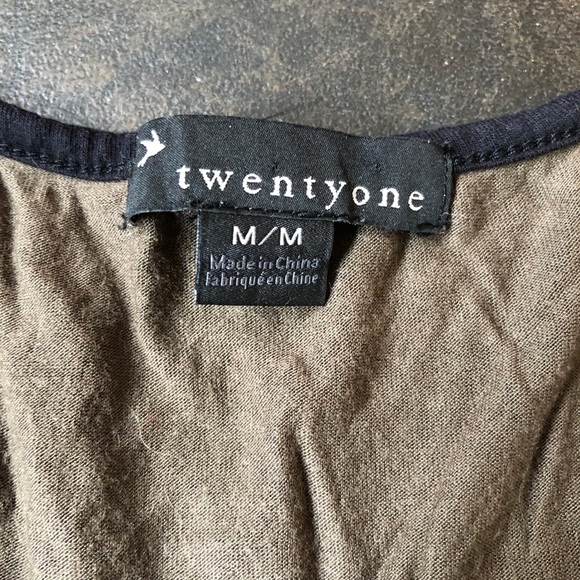 twentyone
M/M
Made in China
Fabriqué en Chine